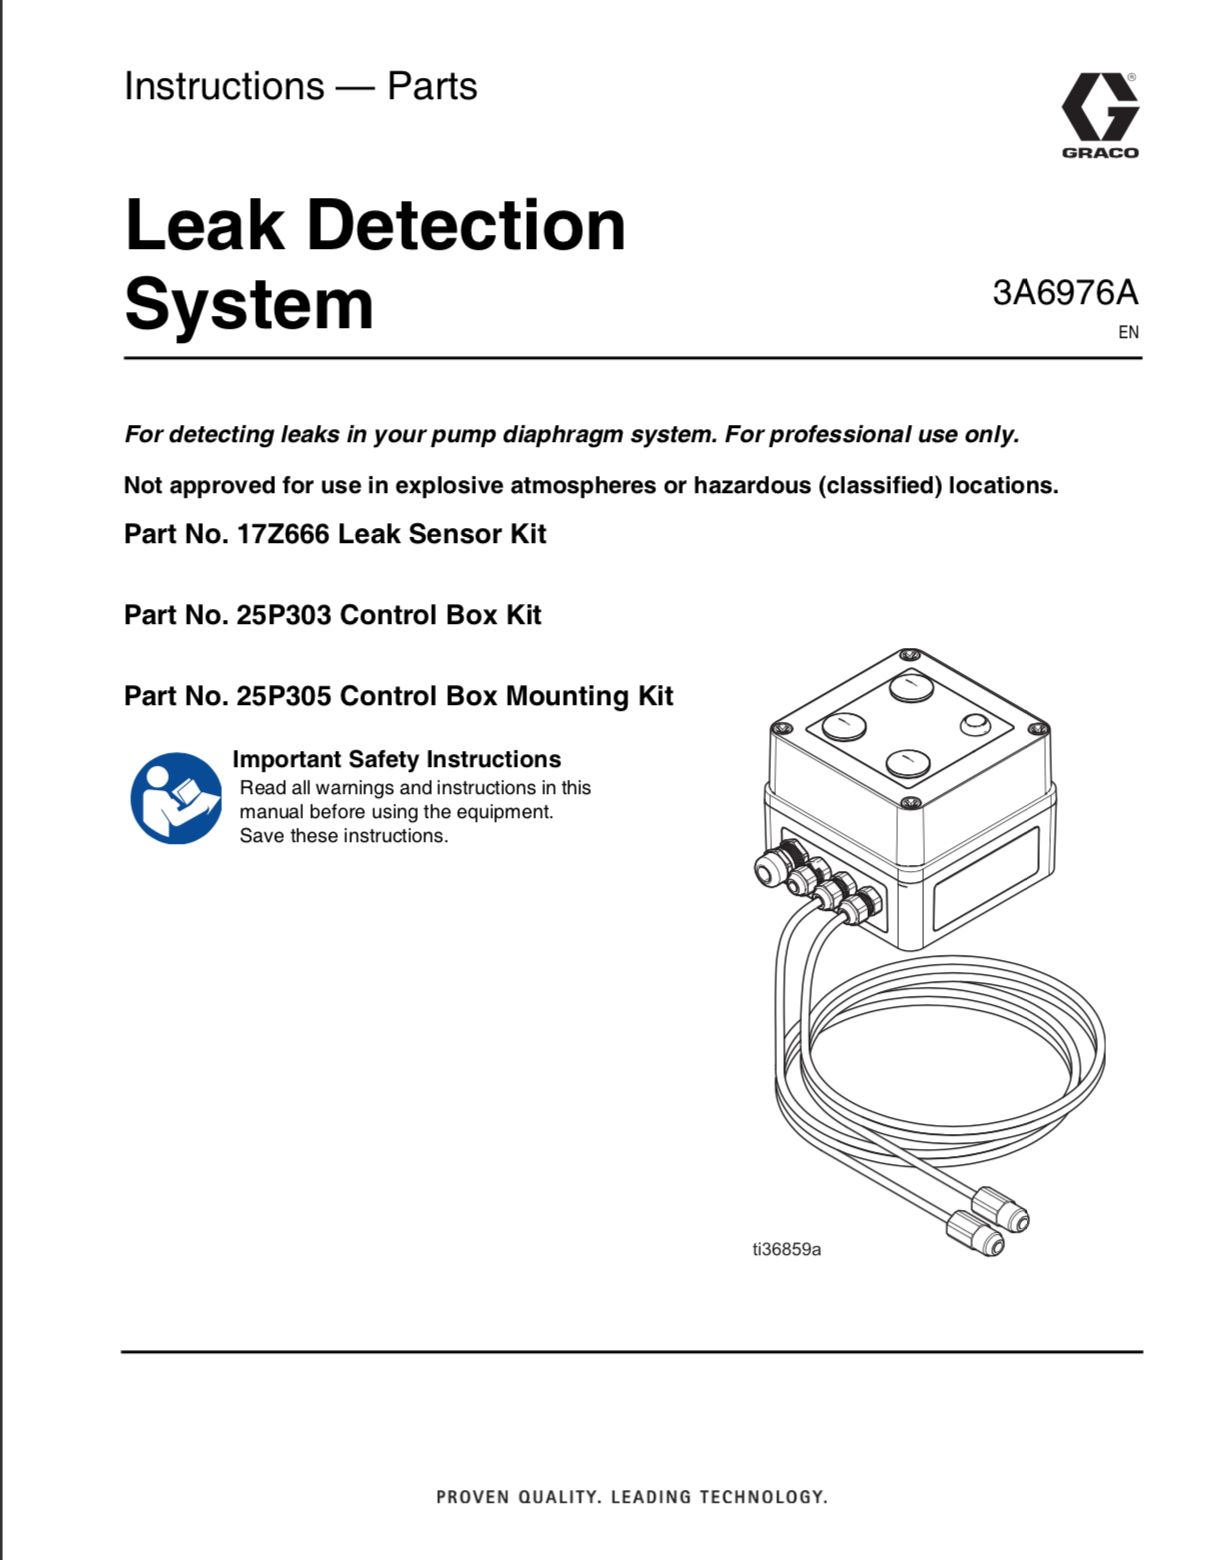 Instructions — Parts
®
GRACO
Leak Detection
System
3A6976A
EN
For detecting leaks in your pump diaphragm system. For professional use only.
Not approved for use in explosive atmospheres or hazardous (classified) locations.
Part No. 17Z666 Leak Sensor Kit
Part No. 25P303 Control Box Kit
Part No. 25P305 Control Box Mounting Kit
Important Safety Instructions
Read all warnings and instructions in this
manual before using the equipment.
Save these instructions.
ti36859a
PROVEN QUALITY. LEADING TECHNOLOGY.